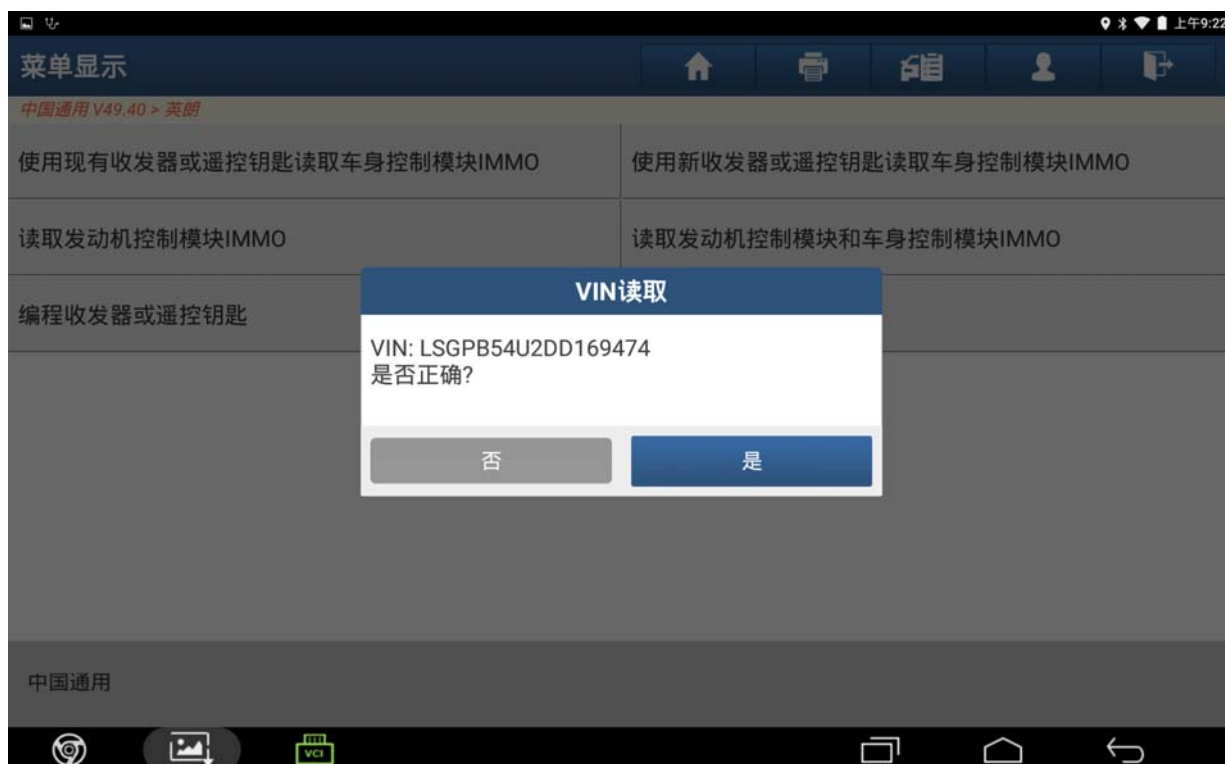 上午9:22
菜单显示
中国通用 V49.40 > 英朗
使用现有收发器或遥控钥匙读取车身控制模块IMMO
使用新收发器或遥控钥匙读取车身控制模块IMMO
读取发动机控制模块IMMO
读取发动机控制模块和车身控制模块IMMO
编程收发器或遥控钥匙
VIN读取
VIN: LSGPB54U2DD169474
是否正确?
否
是
中国通用
VCI